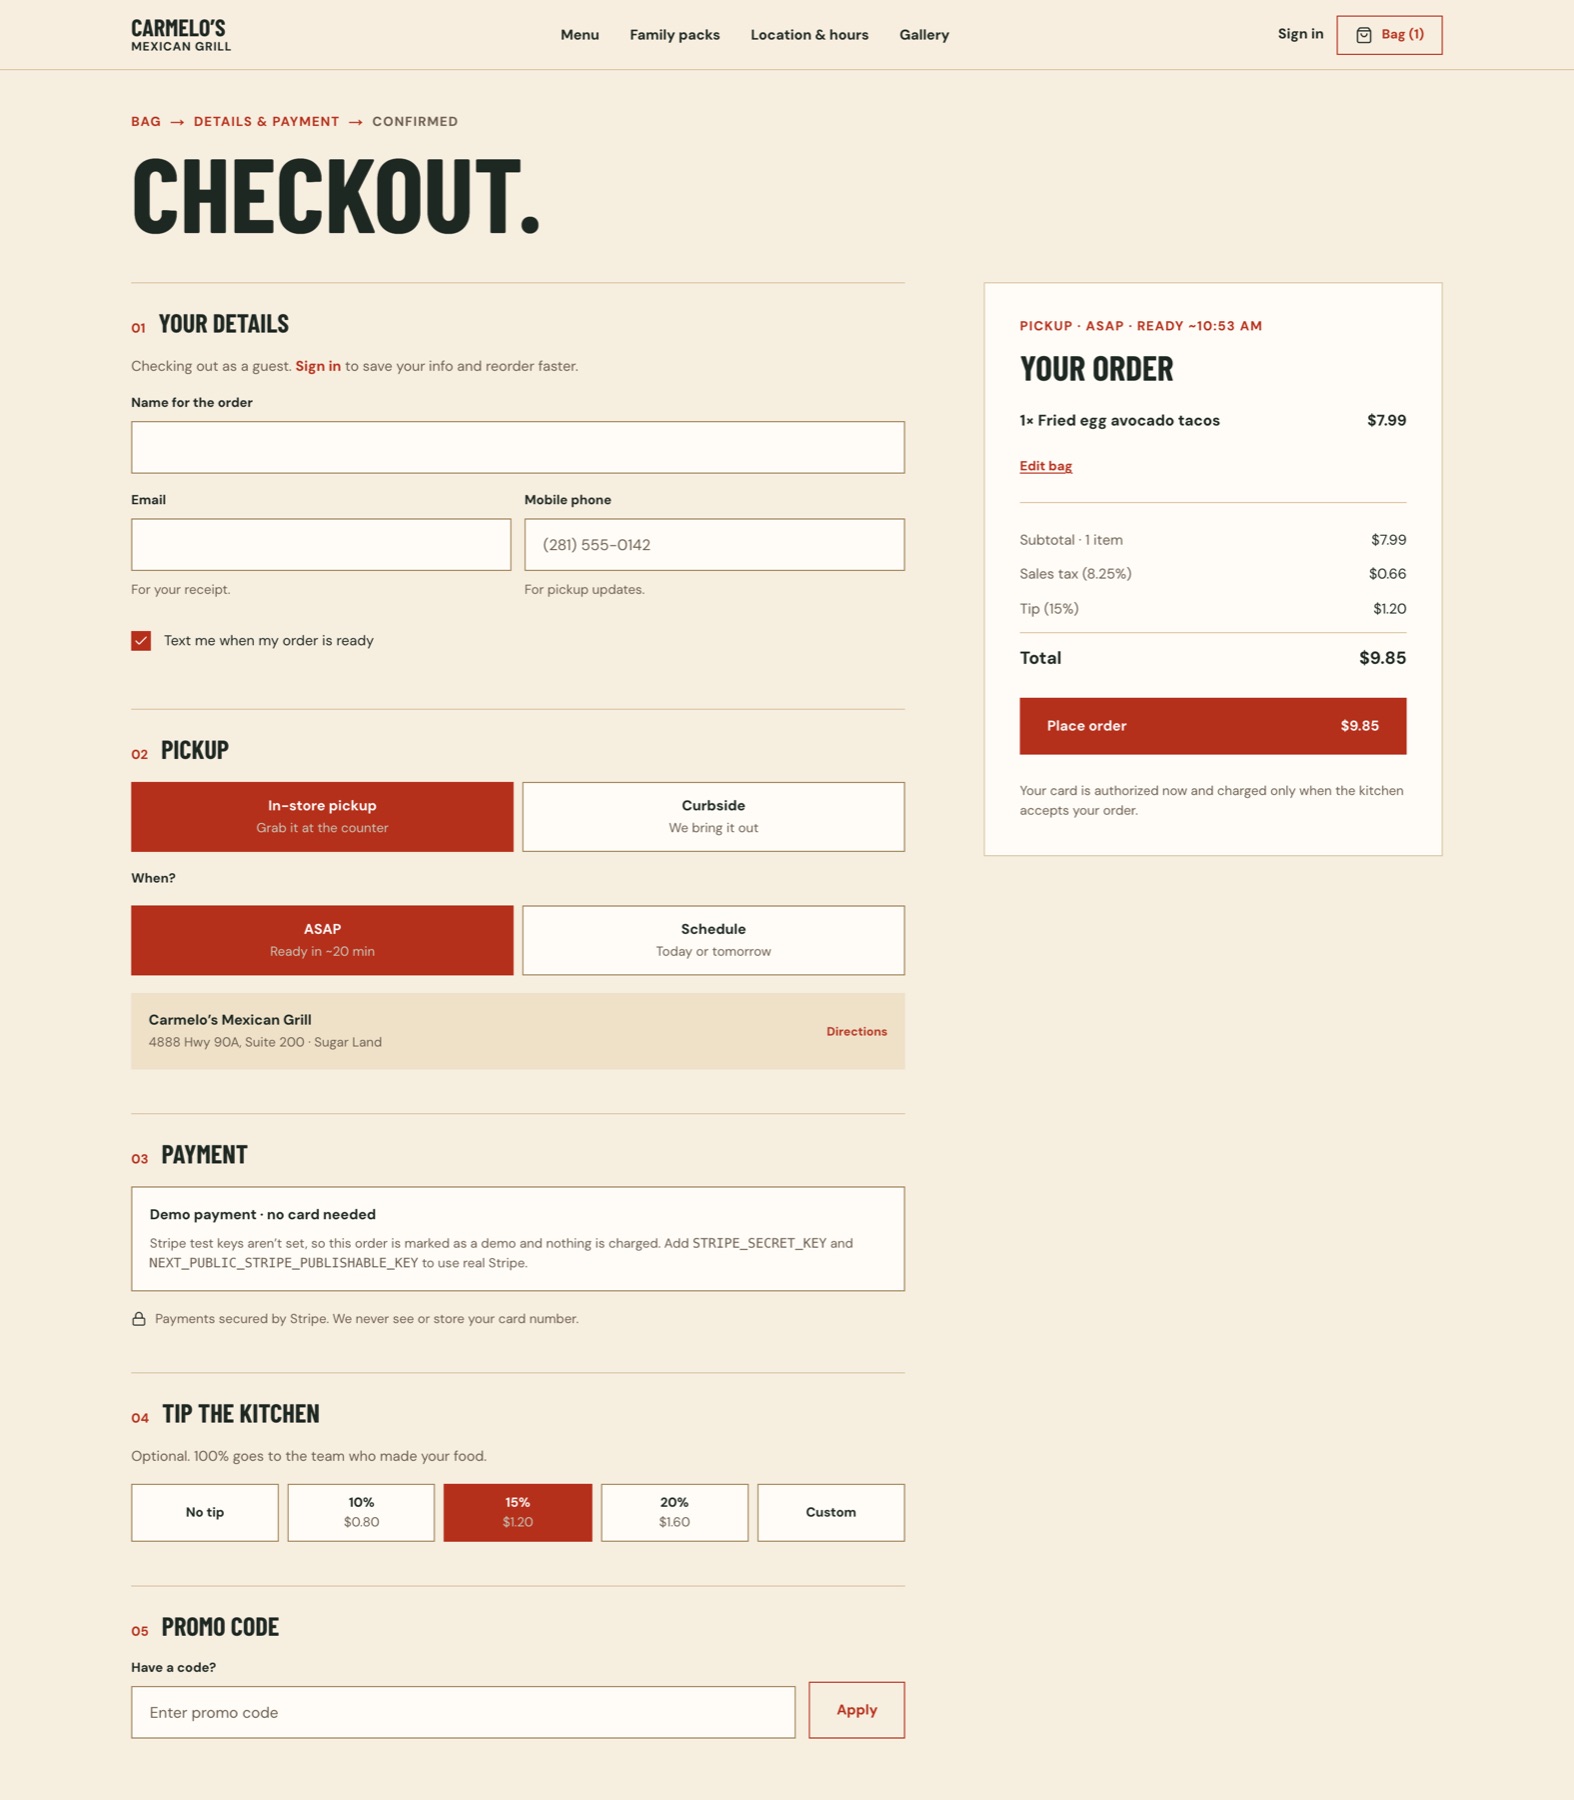 CARMELO’S
MEXICAN GRILL
Menu
Family packs
Location & hours
Gallery
Sign in
Bag (1)
BAG → DETAILS & PAYMENT → CONFIRMED
CHECKOUT.
01 YOUR DETAILS
Checking out as a guest. Sign in to save your info and reorder faster.
Name for the order
Email
Mobile phone
(281) 555-0142
For your receipt.
For pickup updates.
Text me when my order is ready
02 PICKUP
In-store pickup
Grab it at the counter
Curbside
We bring it out
When?
ASAP
Ready in ~20 min
Schedule
Today or tomorrow
Carmelo’s Mexican Grill
4888 Hwy 90A, Suite 200 · Sugar Land
Directions
03 PAYMENT
Demo payment · no card needed
Stripe test keys aren’t set, so this order is marked as a demo and nothing is charged. Add STRIPE_SECRET_KEY and
NEXT_PUBLIC_STRIPE_PUBLISHABLE_KEY to use real Stripe.
Payments secured by Stripe. We never see or store your card number.
04 TIP THE KITCHEN
Optional. 100% goes to the team who made your food.
No tip
10%
$0.80
15%
$1.20
20%
$1.60
Custom
05 PROMO CODE
Have a code?
Enter promo code
Apply
PICKUP · ASAP · READY ~10:53 AM
YOUR ORDER
1× Fried egg avocado tacos $7.99
Edit bag
Subtotal · 1 item $7.99
Sales tax (8.25%) $0.66
Tip (15%) $1.20
Total $9.85
Place order $9.85
Your card is authorized now and charged only when the kitchen
accepts your order.